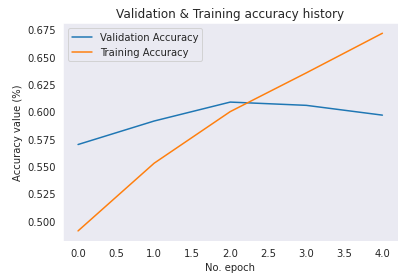 Validation & Training accuracy history
Validation Accuracy
Training Accuracy
Accuracy value (%)
0.675
0.650
0.625
0.600
0.575
0.550
0.525
0.500
0.0 0.5 1.0 1.5 2.0 2.5 3.0 3.5 4.0
No. epoch